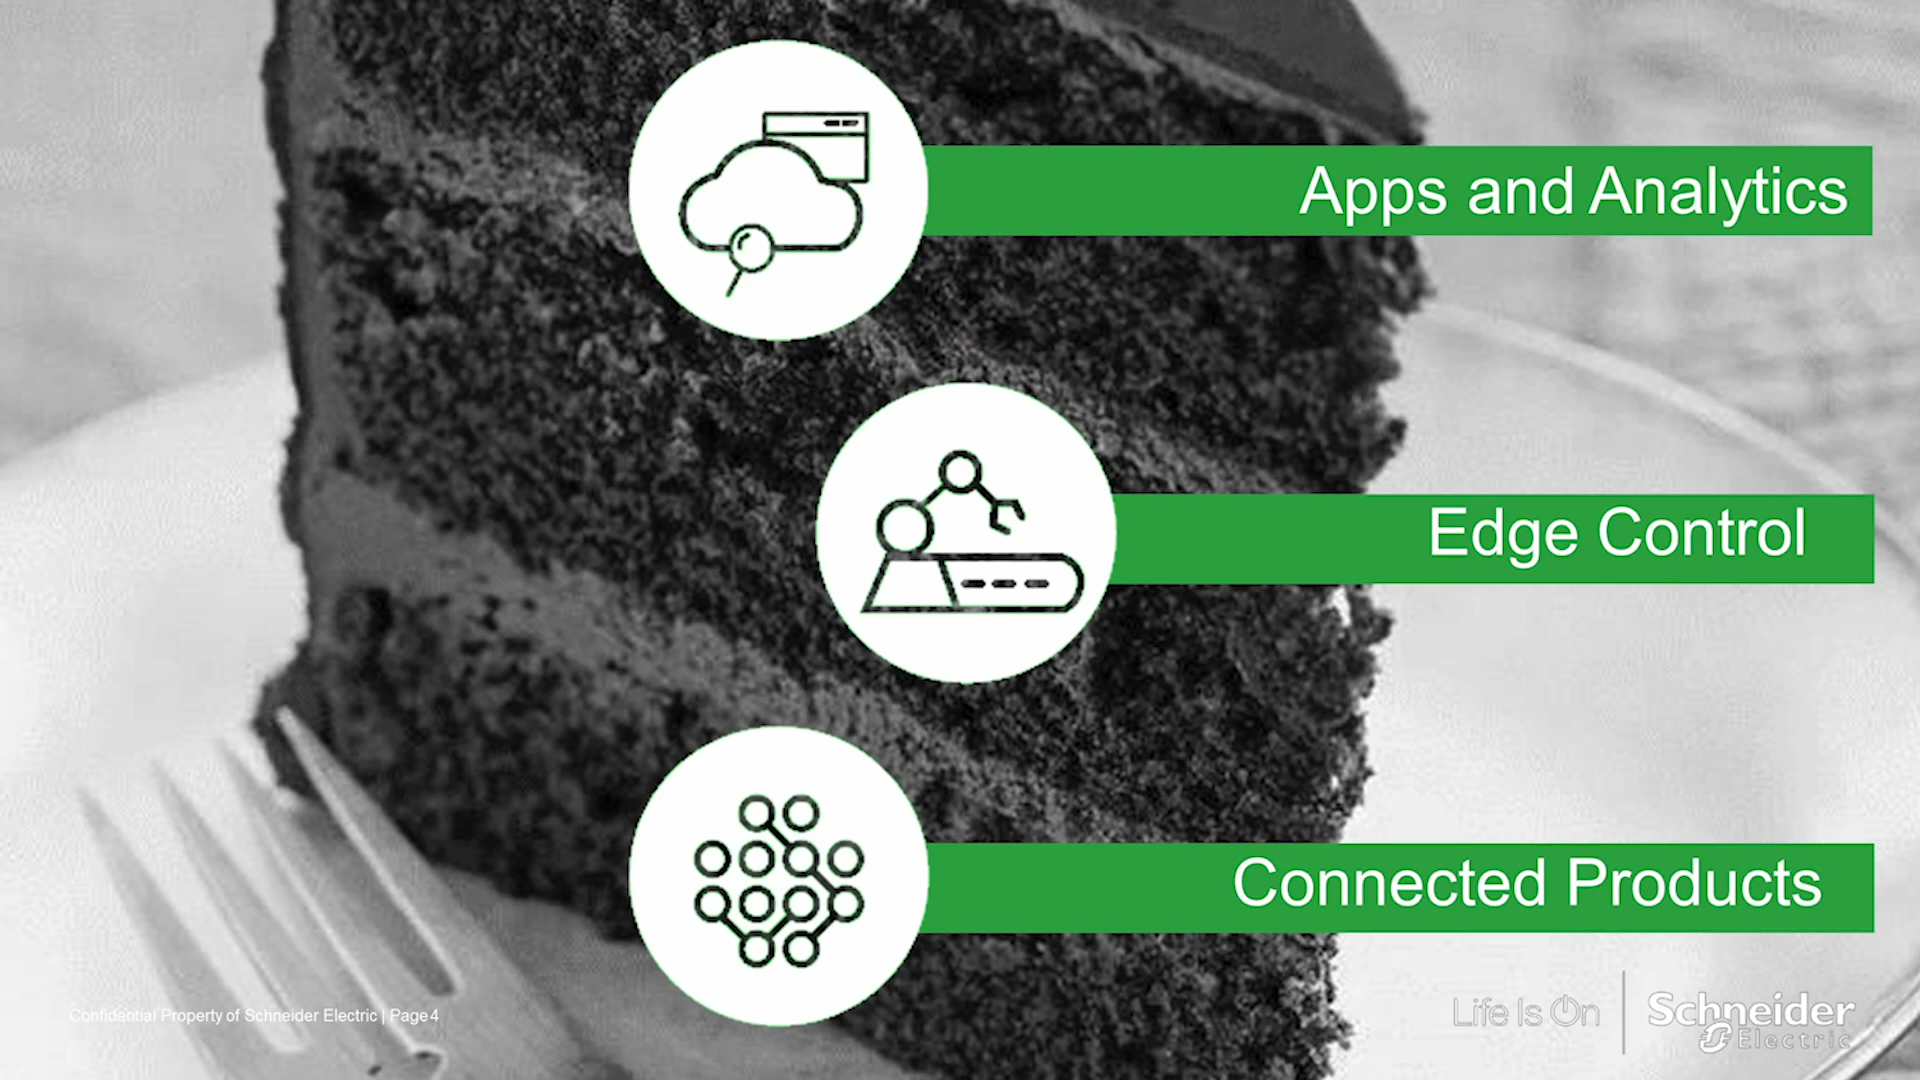 Apps and Analytics
Edge Control
Connected Products
Confidential Property of Schneider Electric | Page 4
Life Is On
Schneider
Electric